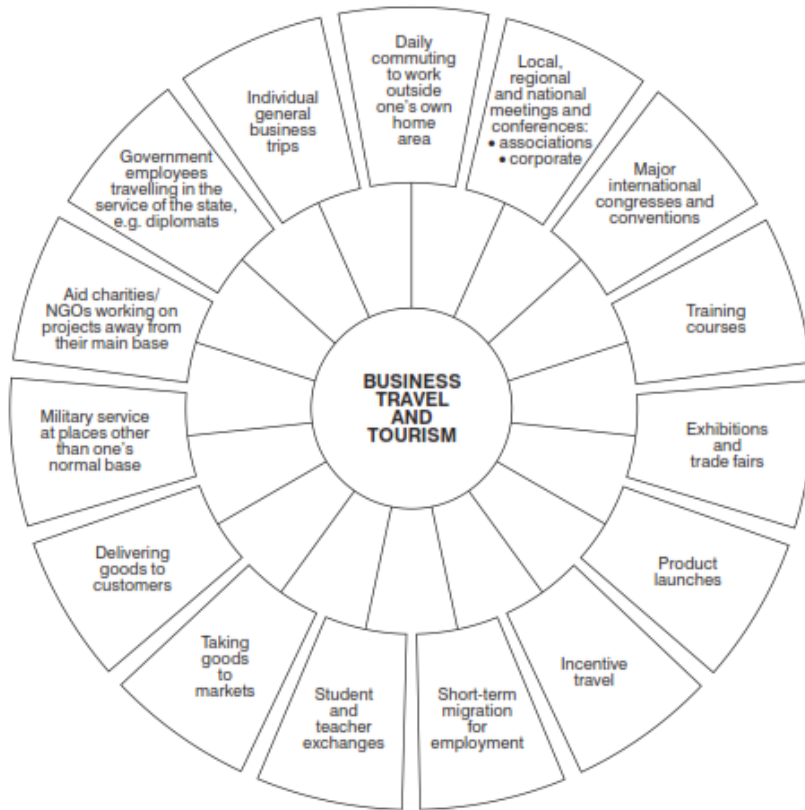 Daily
commuting
to work
outside
one's own
home
area
Local,
regional
and national
meetings and
conferences:
• associations
• corporate
Major
international
congresses and
conventions
Training
courses
Exhibitions
and
trade fairs
Product
launches
Incentive
travel
Short-term
migration
for
employment
Student
and
teacher
exchanges
Taking
goods
to
markets
Delivering
goods to
customers
Military service
at places other
than one's
normal base
Aid charities/
NGOs working on
projects away from
their main base
Government
employees
travelling in the
service of the state,
e.g. diplomats
Individual
general
business
trips
BUSINESS
TRAVEL
AND
TOURISM